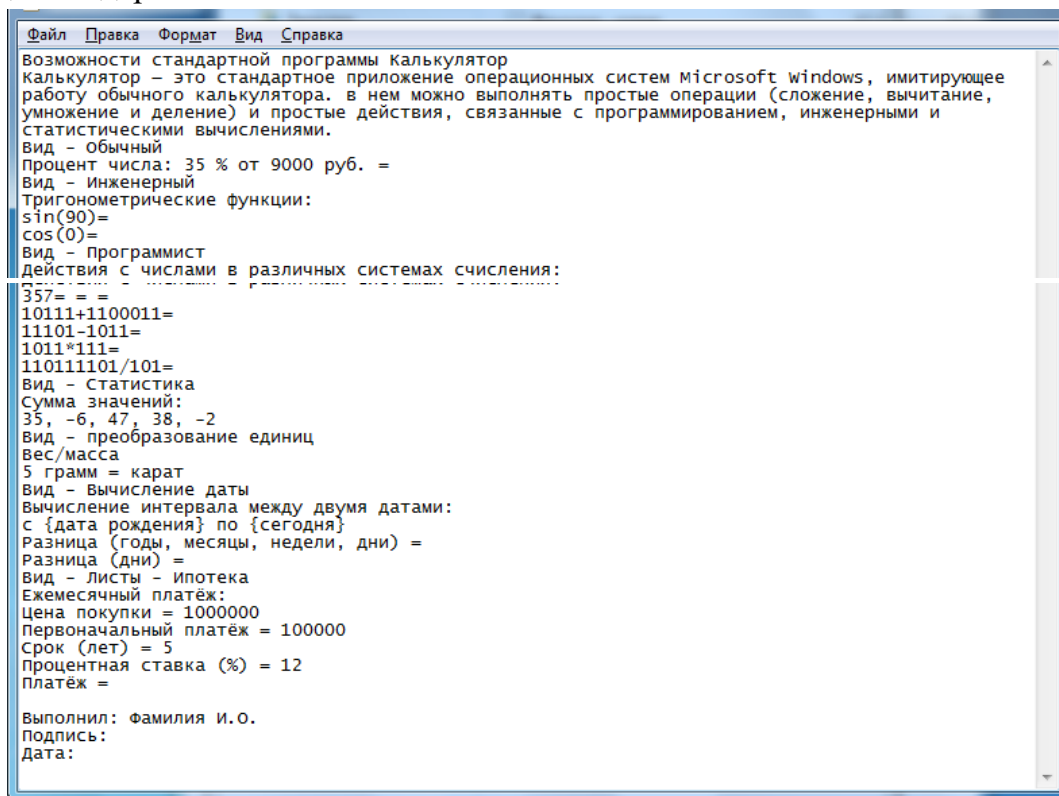 Файл Правка Формат Вид Справка
Возможности стандартной программы Калькулятор
Калькулятор – это стандартное приложение операционных систем Microsoft Windows, имитирующее
работу обычного калькулятора. в нем можно выполнять простые операции (сложение, вычитание,
умножение и деление) и простые действия, связанные с программированием, инженерными и
статистическими вычислениями.
Вид – Обычный
Процент числа: 35 % от 9000 руб. =
Вид – Инженерный
Тригонометрические функции:
sin(90)=
cos(0)=
Вид – Программист
Действия с числами в различных системах счисления:
357= = =
10111+1100011=
11101-1011=
1011*111=
110111101/101=
Вид – Статистика
Сумма значений:
35, -6, 47, 38, -2
Вид – преобразование единиц
Вес/масса
5 грамм = карат
Вид – Вычисление даты
Вычисление интервала между двумя датами:
с {дата рождения} по {сегодня}
Разница (годы, месяцы, недели, дни) =
Разница (дни) =
Вид – Листы – Ипотека
Ежемесячный платёж:
Цена покупки = 1000000
Первоначальный платёж = 100000
Срок (лет) = 5
Процентная ставка (%) = 12
Платёж =
Выполнил: Фамилия И.О.
Подпись:
Дата: